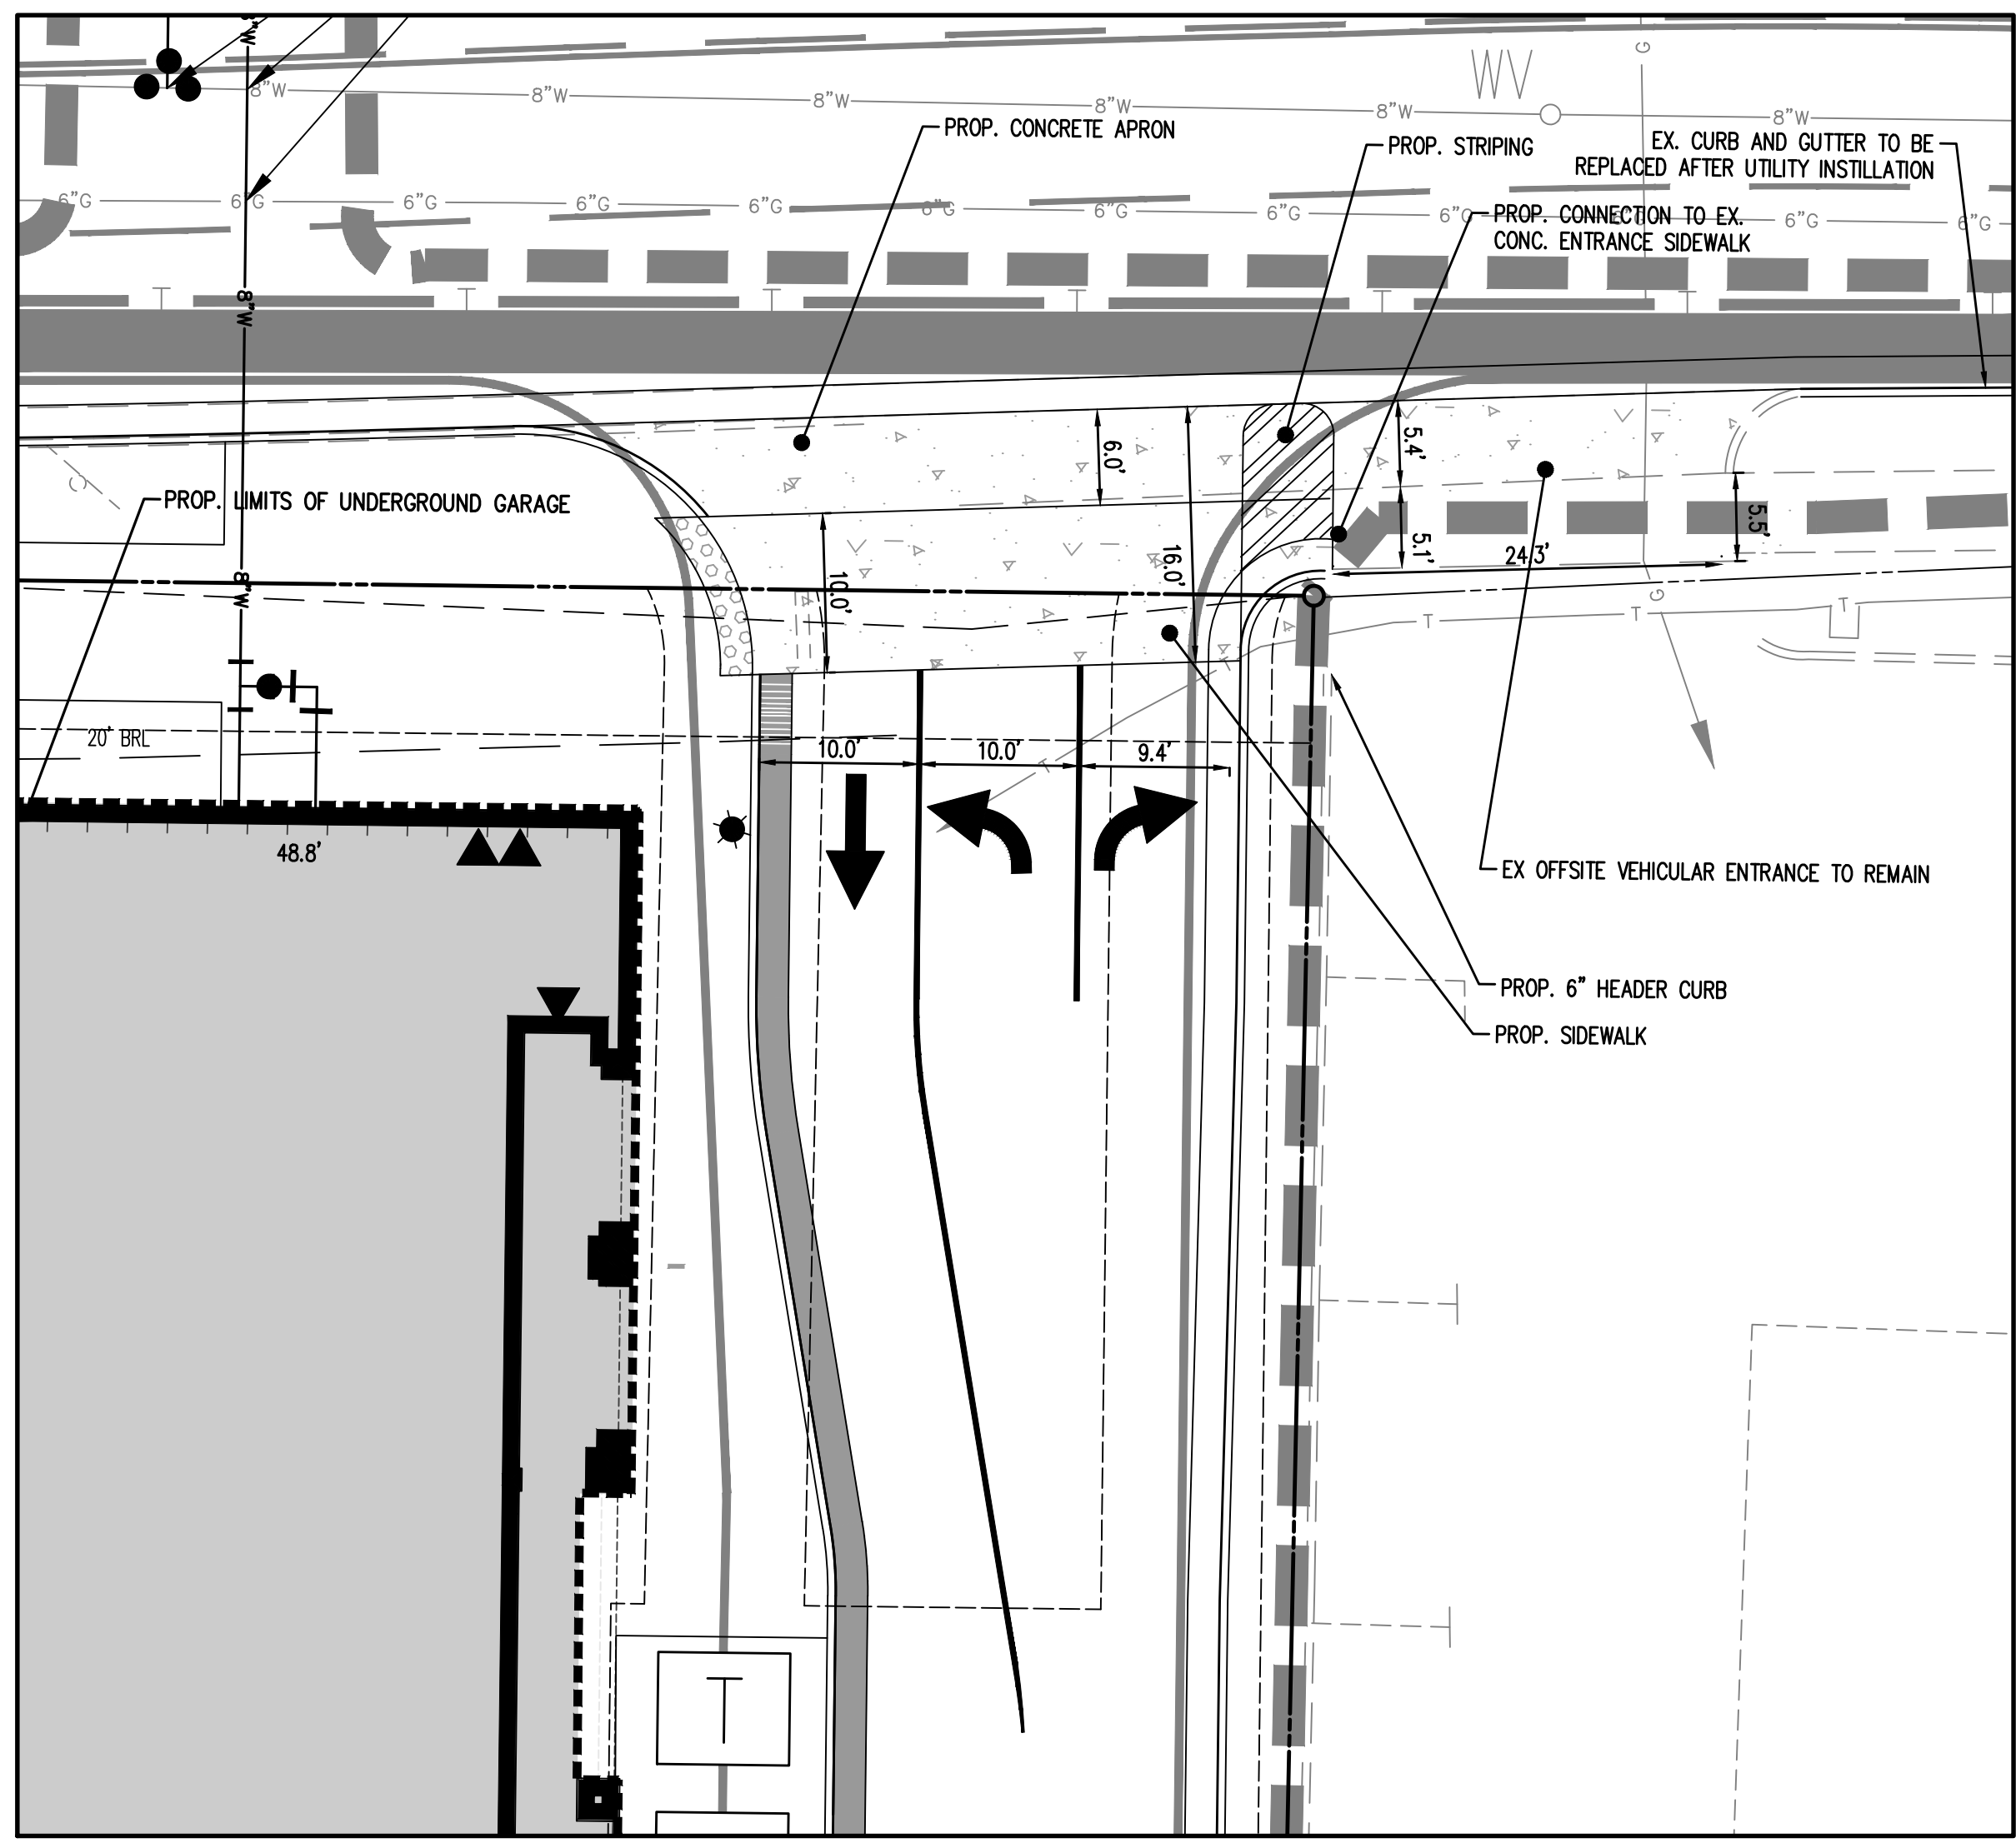 8"W
8"W
8"W
8"W
8"W
8"W
8"W
G
PROP. CONCRETE APRON
PROP. STRIPING
EX. CURB AND GUTTER TO BE
REPLACED AFTER UTILITY INSTILLATION
6"G
6"G
6"G
6"G
6"G
6"G
6"G
6"G
6"G
6"G
6"G
6"G
PROP. CONNECTION TO EX.
CONC. ENTRANCE SIDEWALK
8"W
6.0'
5.4'
PROP. LIMITS OF UNDERGROUND GARAGE
5.5'
16.0'
5.1'
24.3'
8"W
10.0'
G
T
T
T
20' BRL
10.0'
10.0'
9.4'
T
48.8'
EX OFFSITE VEHICULAR ENTRANCE TO REMAIN
PROP. 6" HEADER CURB
PROP. SIDEWALK
T